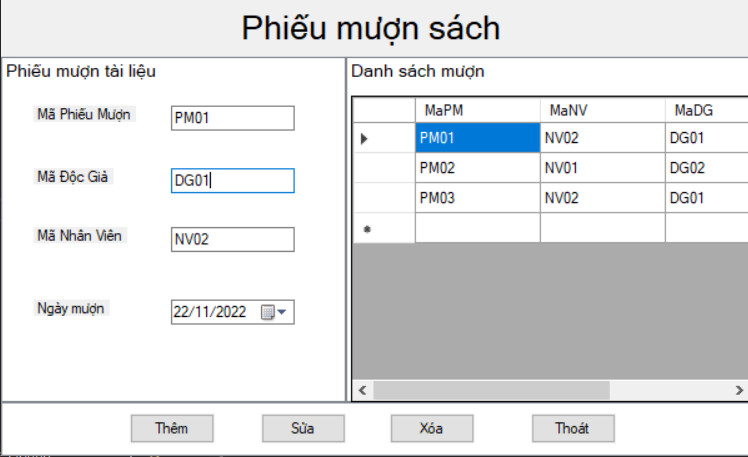 Phiếu mượn sách
Phiếu mượn tài liệu
Mã Phiếu Mượn PM01
Mã Độc Giả DG01
Mã Nhân Viên NV02
Ngày mượn 22/11/2022
Danh sách mượn
MaPM MaNV MaDG
PM01 NV02 DG01
PM02 NV01 DG02
PM03 NV02 DG01
Thêm Sửa Xóa Thoát